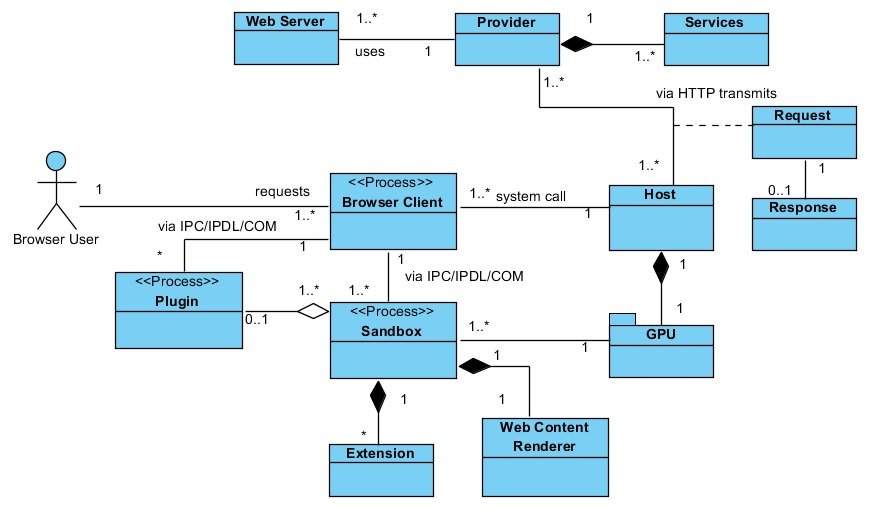 Web Server
1..*
uses
1
Provider
1
1..*
Services
1..*
via HTTP transmits
Request
1
0..1
Response
1..*
Browser User
1
requests
1..*
<<Process>>
Browser Client
1..*
system call
1
Host
via IPC/IPDL/COM
1
*
1
via IPC/IPDL/COM
1..*
<<Process>>
Plugin
0..1
1..*
<<Process>>
Sandbox
1..*
1
1
1
GPU
1
*
Extension
1
1
Web Content
Renderer